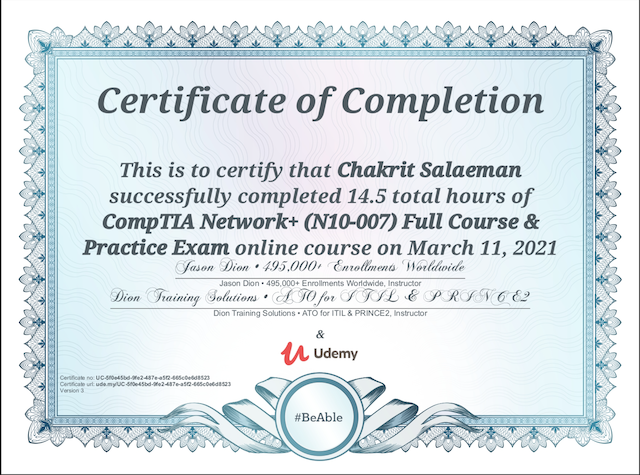 Certificate of Completion
This is to certify that Chakrit Salaeman
successfully completed 14.5 total hours of
CompTIA Network+ (N10-007) Full Course &
Practice Exam online course on March 11, 2021
Jason Dion • 495,000+ Enrollments Worldwide
Jason Dion • 495,000+ Enrollments Worldwide, Instructor
Dion Training Solutions • ATO for ITIL & PRINCE2
Dion Training Solutions • ATO for ITIL & PRINCE2, Instructor
&
Udemy
Certificate no: UC-5f0e45bd-9fe2-487e-a5f2-665c0e6d8523
Certificate url: ude.my/UC-5f0e45bd-9fe2-487e-a5f2-665c0e6d8523
Version 3
#BeAble